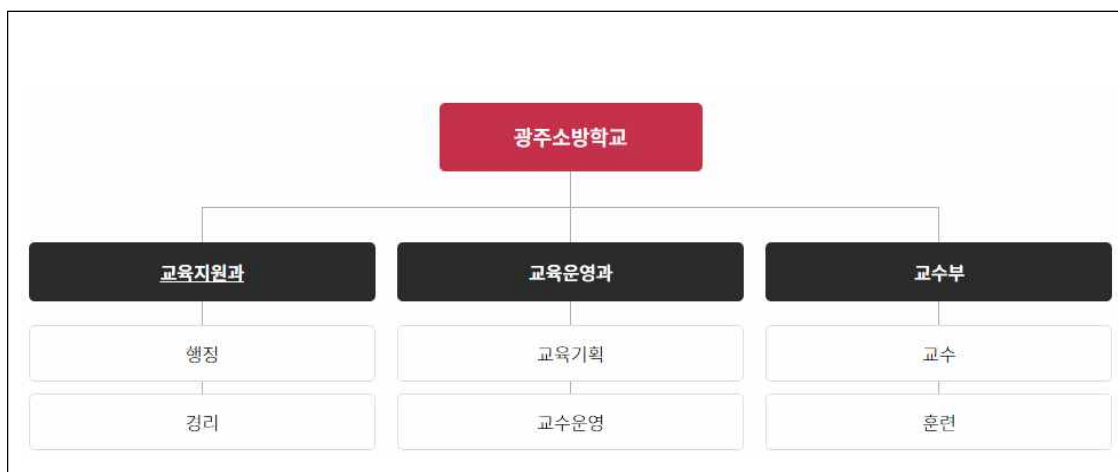 광주소방학교
교육지원과
교육운영과
교수부
행정
교육기획
교수
경리
교수운영
훈련